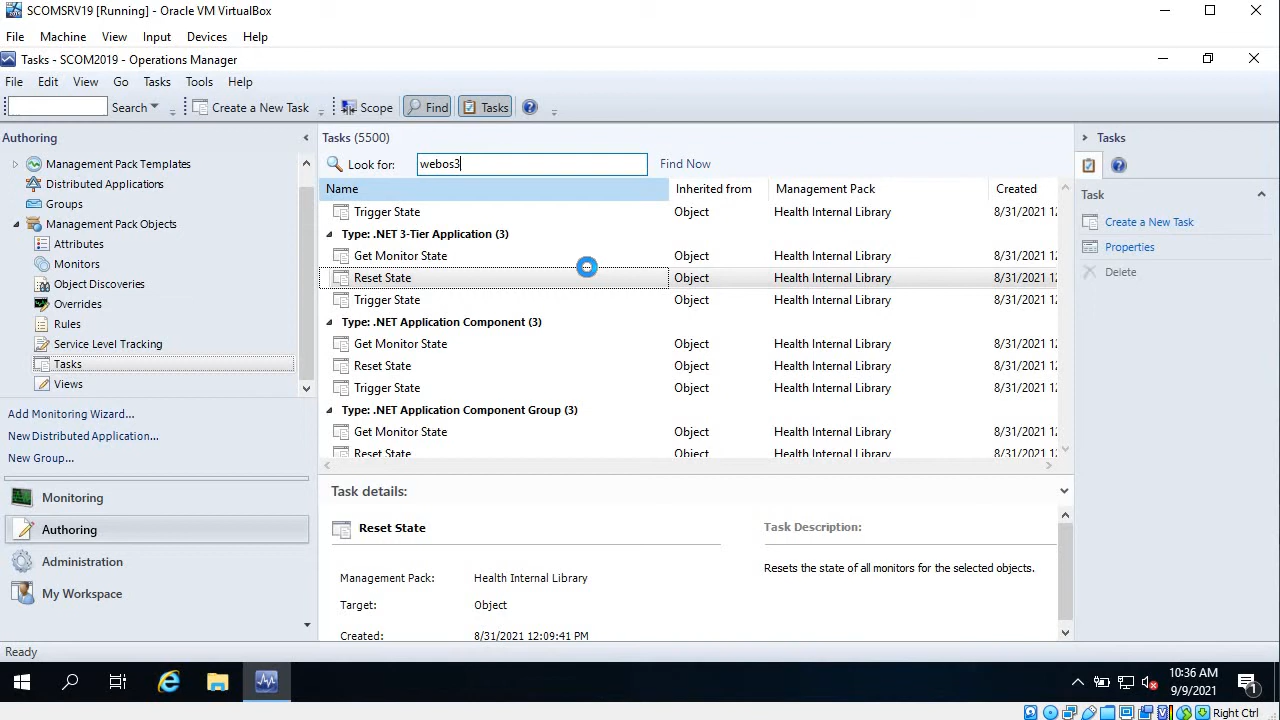 SCOMSRV19 [Running] - Oracle VM VirtualBox
File Machine View Input Devices Help
Tasks - SCOM2019 - Operations Manager
File Edit View Go Tasks Tools Help
Search Create a New Task Scope Find Tasks
Authoring
Management Pack Templates
Distributed Applications
Groups
Management Pack Objects
Attributes
Monitors
Object Discoveries
Overrides
Rules
Service Level Tracking
Tasks
Views
Add Monitoring Wizard...
New Distributed Application...
New Group...
Monitoring
Authoring
Administration
My Workspace
Tasks (5500)
Look for: webos3 Find Now
Name Inherited from Management Pack Created
Trigger State Object Health Internal Library 8/31/2021 12
Type: .NET 3-Tier Application (3)
Get Monitor State Object Health Internal Library 8/31/2021 12
Reset State Object Health Internal Library 8/31/2021 12
Trigger State Object Health Internal Library 8/31/2021 12
Type: .NET Application Component (3)
Get Monitor State Object Health Internal Library 8/31/2021 12
Reset State Object Health Internal Library 8/31/2021 12
Trigger State Object Health Internal Library 8/31/2021 12
Type: .NET Application Component Group (3)
Get Monitor State Object Health Internal Library 8/31/2021 12
Reset State Object Health Internal Library 8/31/2021 12
Task details:
Reset State
Management Pack: Health Internal Library
Target: Object
Created: 8/31/2021 12:09:41 PM
Task Description:
Resets the state of all monitors for the selected objects.
Tasks
Task
Create a New Task
Properties
Delete
Ready
10:36 AM
9/9/2021
1
Right Ctrl